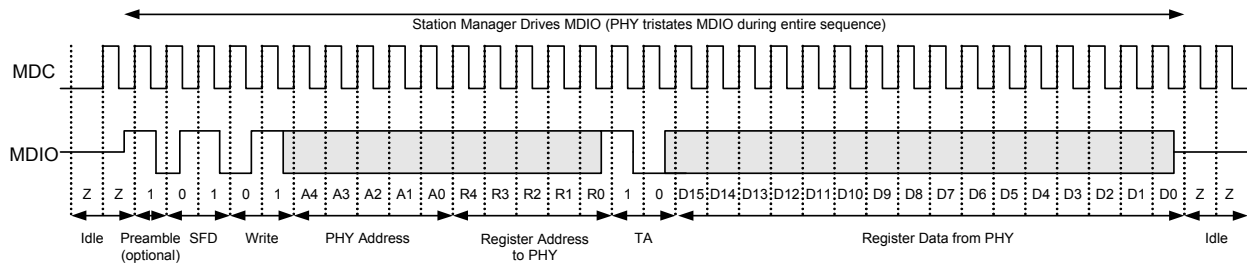 Station Manager Drives MDIO (PHY tristates MDIO during entire sequence)
MDC
MDIO
Z Z 1 0 1 0 1 A4 A3 A2 A1 A0 R4 R3 R2 R1 R0 1 0 D15 D14 D13 D12 D11 D10 D9 D8 D7 D6 D5 D4 D3 D2 D1 D0 Z Z
Idle Preamble SFD Write PHY Address Register Address TA Register Data from PHY Idle
(optional) to PHY